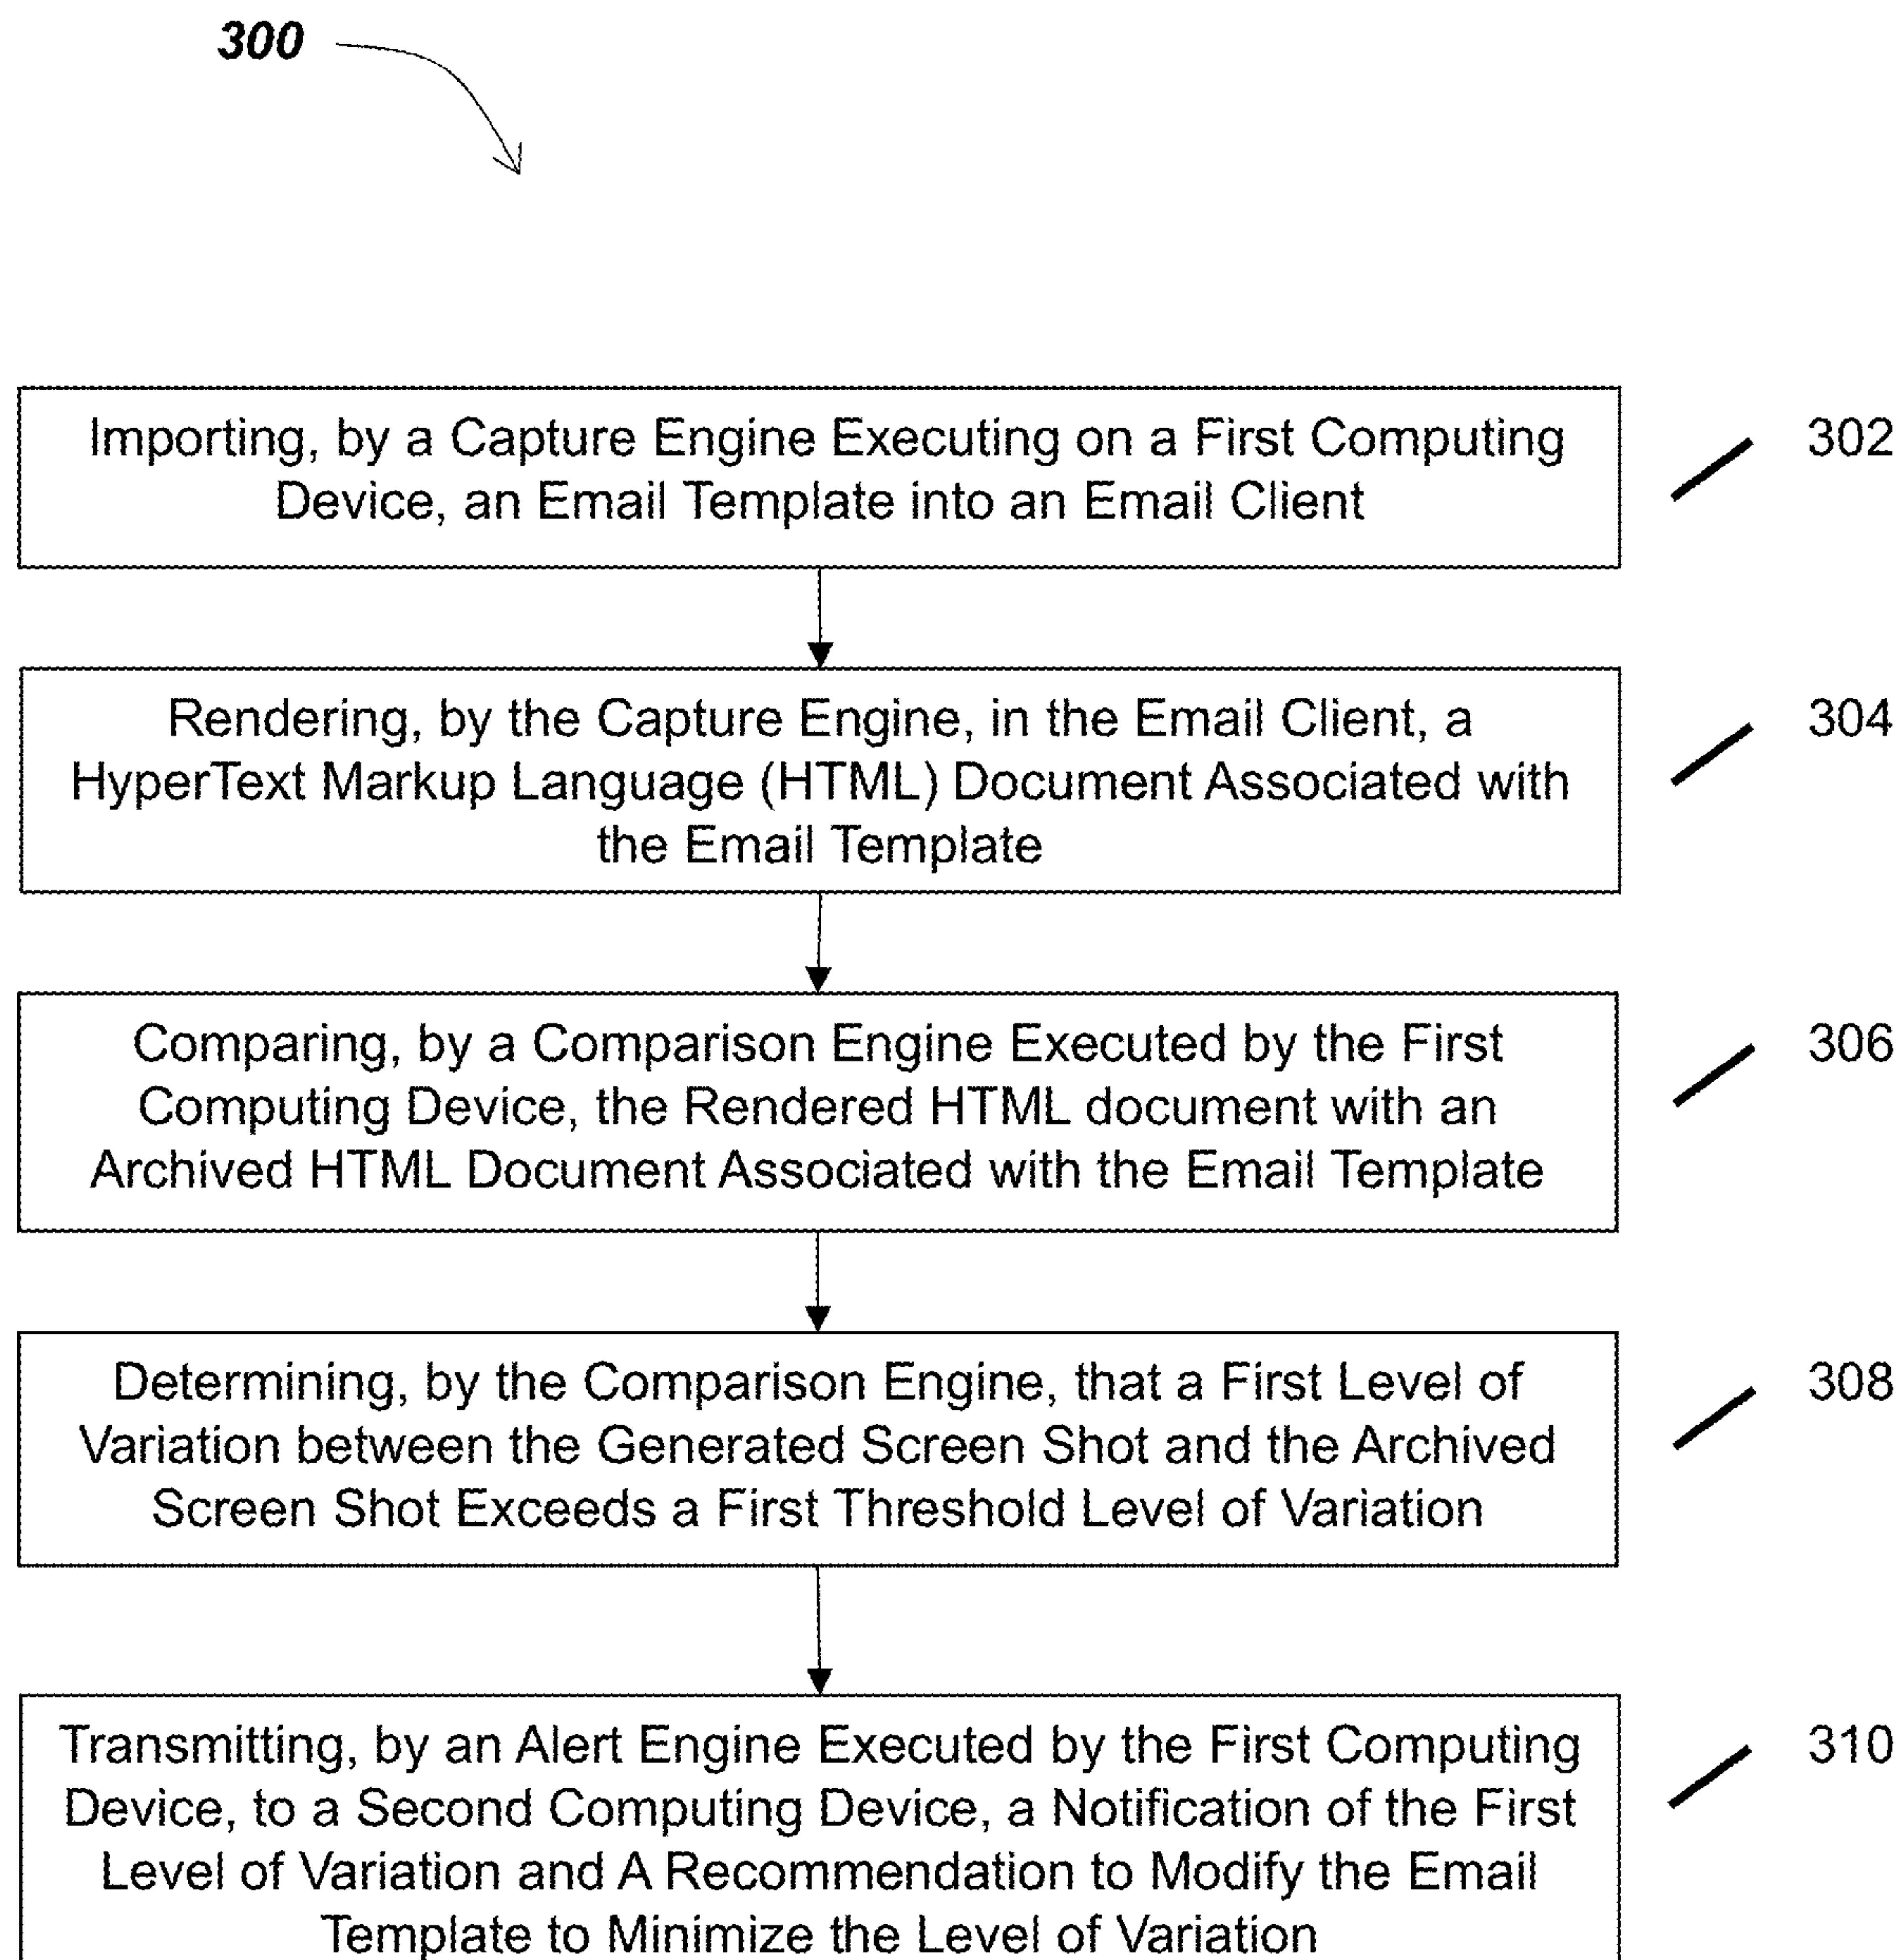 300
Importing, by a Capture Engine Executing on a First Computing
Device, an Email Template into an Email Client
302
Rendering, by the Capture Engine, in the Email Client, a
HyperText Markup Language (HTML) Document Associated with
the Email Template
304
Comparing, by a Comparison Engine Executed by the First
Computing Device, the Rendered HTML document with an
Archived HTML Document Associated with the Email Template
306
Determining, by the Comparison Engine, that a First Level of
Variation between the Generated Screen Shot and the Archived
Screen Shot Exceeds a First Threshold Level of Variation
308
Transmitting, by an Alert Engine Executed by the First Computing
Device, to a Second Computing Device, a Notification of the First
Level of Variation and A Recommendation to Modify the Email
Template to Minimize the Level of Variation
310